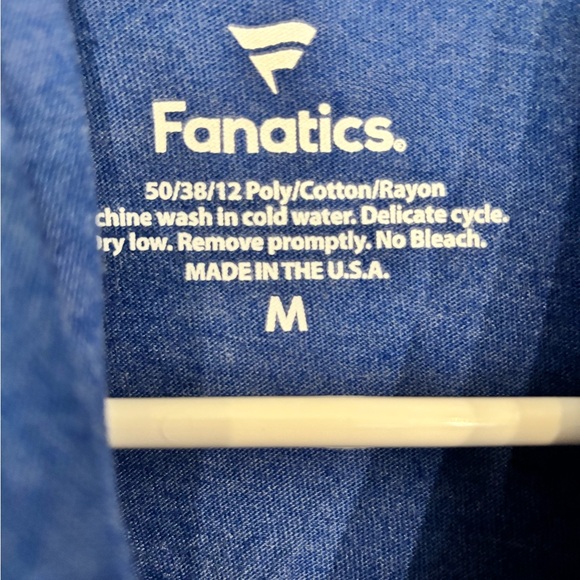 Fanatics.
50/38/12 Poly/Cotton/Rayon
chine wash in cold water. Delicate cycle.
ry low. Remove promptly. No Bleach.
MADE IN THE U.S.A.
M